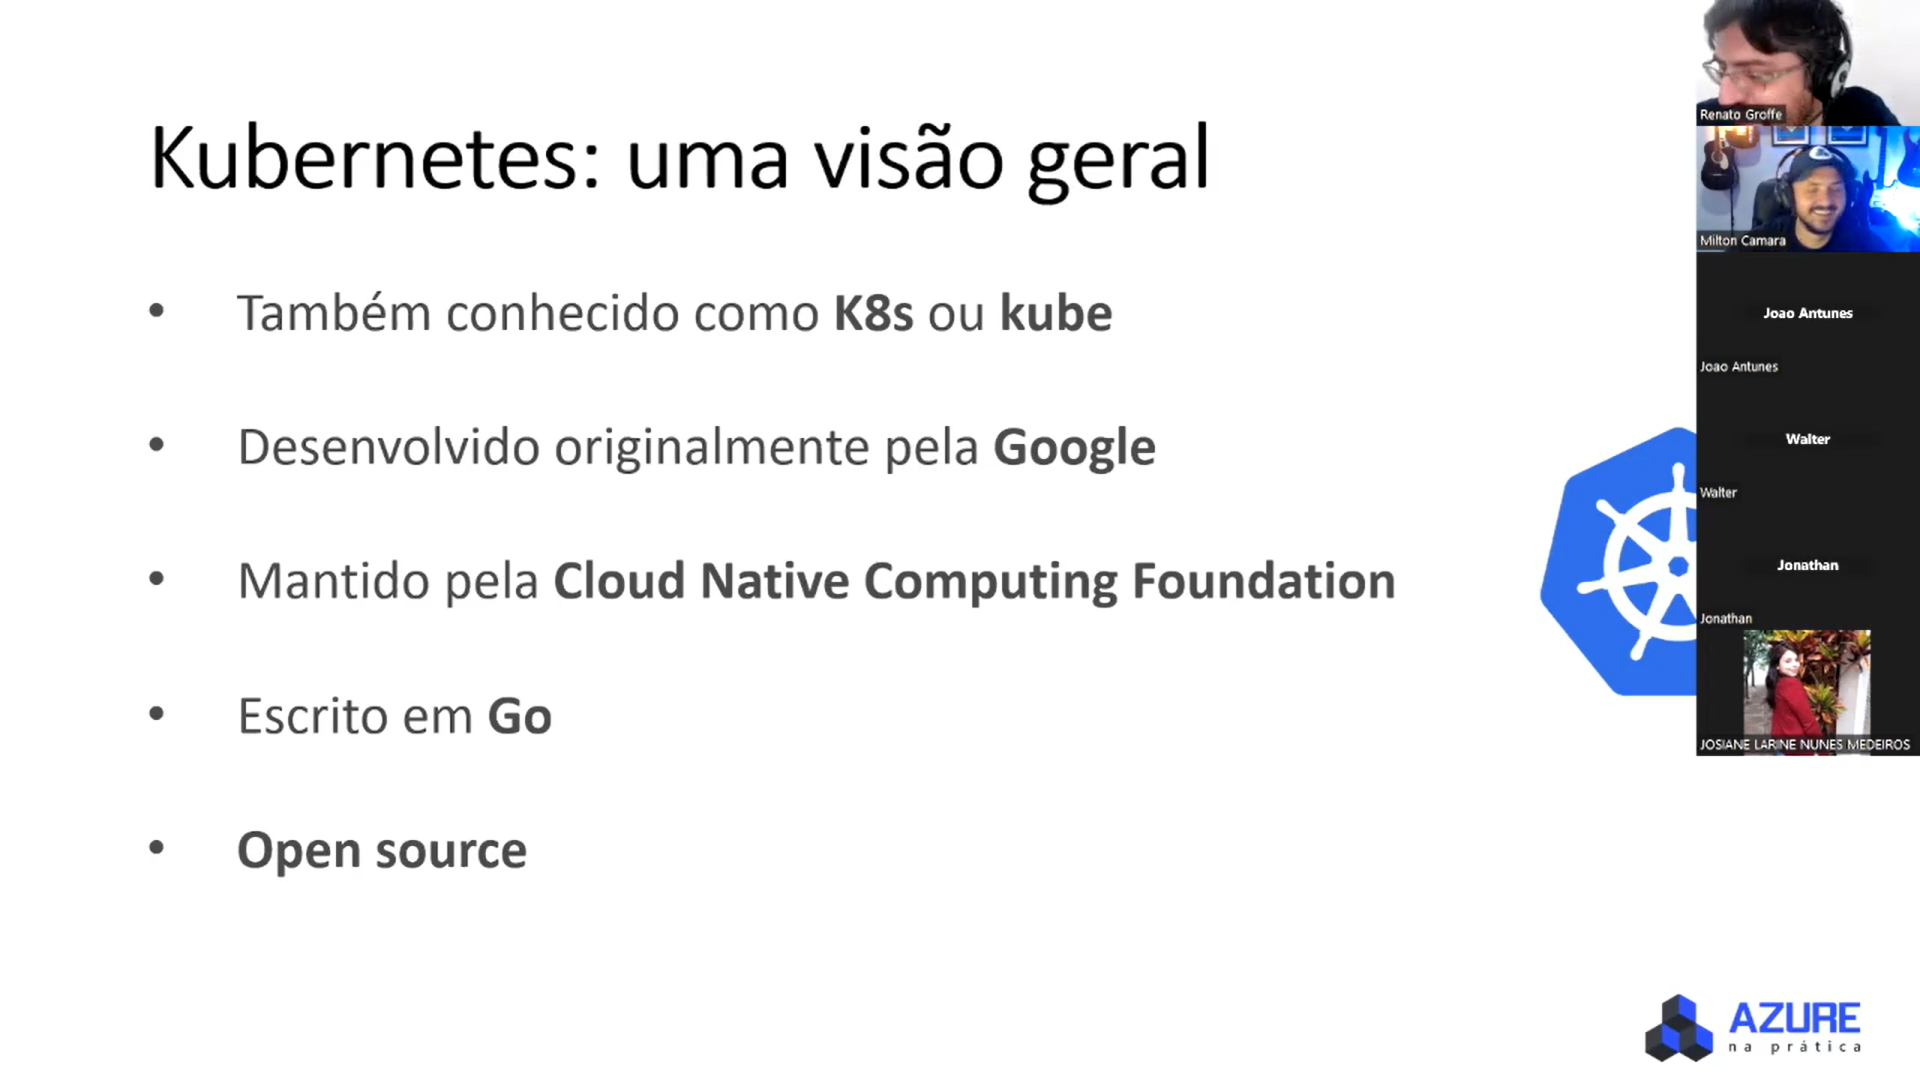 Kubernetes: uma visão geral
• Também conhecido como K8s ou kube
• Desenvolvido originalmente pela Google
• Mantido pela Cloud Native Computing Foundation
• Escrito em Go
• Open source
Renato Groffe
Milton Camara
Joao Antunes
Joao Antunes
Walter
Walter
Jonathan
Jonathan
JOSIANE LARINE NUNES MEDEIROS
AZURE
na prática